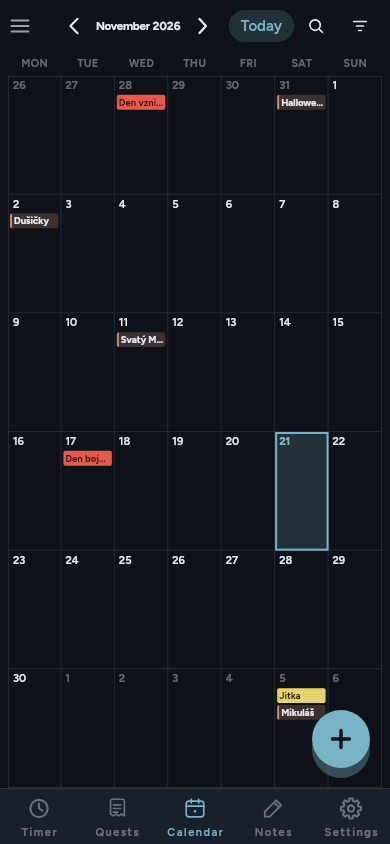 November 2026
Today
MON TUE WED THU FRI SAT SUN
26 27 28 29 30 31 1
Den vzni... Hallowe...
2 3 4 5 6 7 8
Dušičky
9 10 11 12 13 14 15
Svatý M...
16 17 18 19 20 21 22
Den boj...
23 24 25 26 27 28 29
30 1 2 3 4 5 6
Jitka
Mikuláš
Timer Quests Calendar Notes Settings